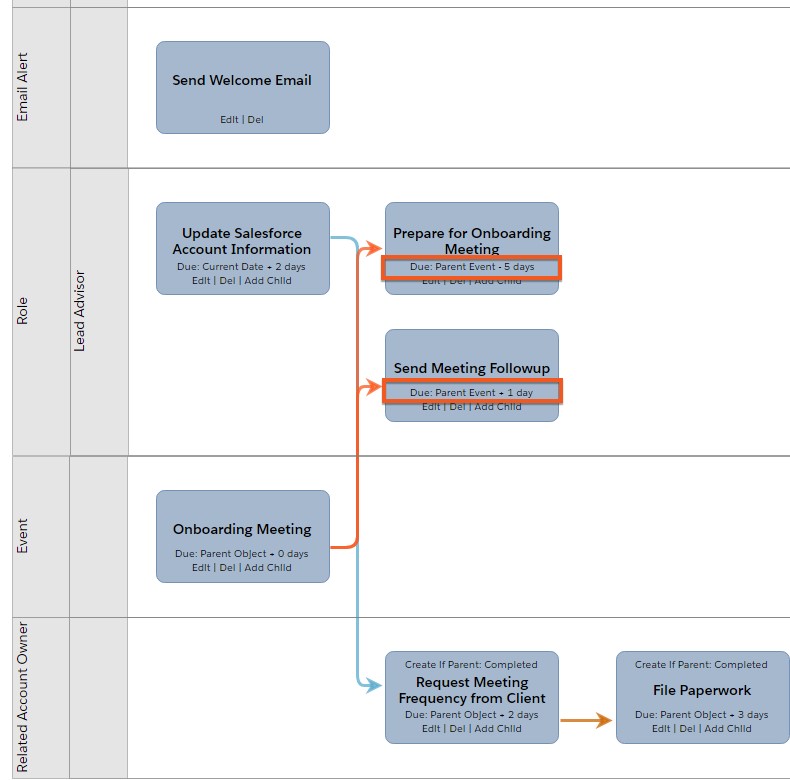 Email Alert
Send Welcome Email
Edit | Del
Role
Lead Advisor
Update Salesforce
Account Information
Due: Current Date + 2 days
Edit | Del | Add Child
Prepare for Onboarding
Meeting
Due: Parent Event - 5 days
Edit | Del | Add Child
Send Meeting Followup
Due: Parent Event + 1 day
Edit | Del | Add Child
Event
Onboarding Meeting
Due: Parent Object + 0 days
Edit | Del | Add Child
Related Account Owner
Create If Parent: Completed
Request Meeting
Frequency from Client
Due: Parent Object + 2 days
Edit | Del | Add Child
Create If Parent: Completed
File Paperwork
Due: Parent Object + 3 days
Edit | Del | Add Child